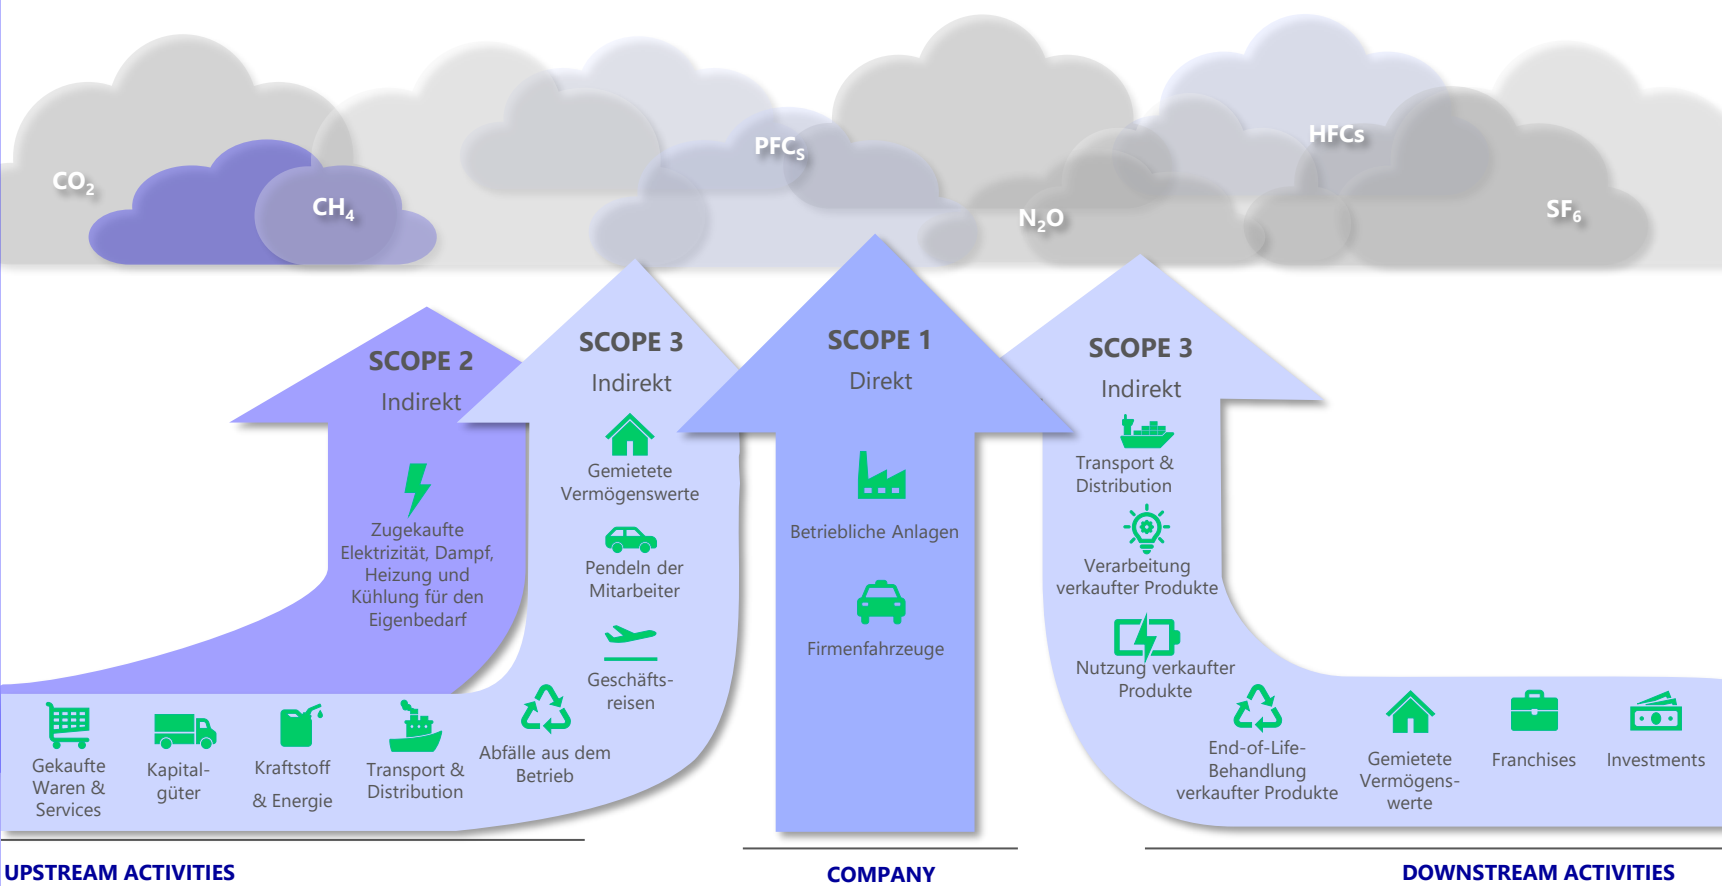 CO₂
CH₄
PFCₛ
N₂O
HFCs
SF₆
SCOPE 2
Indirekt
Zugekaufte
Elektrizität, Dampf,
Heizung und
Kühlung für den
Eigenbedarf
SCOPE 3
Indirekt
Gemietete
Vermögenswerte
Pendeln der
Mitarbeiter
Geschäfts-
reisen
Abfälle aus dem
Betrieb
Transport &
Distribution
Kraftstoff
& Energie
Kapital-
güter
Gekaufte
Waren &
Services
SCOPE 1
Direkt
Betriebliche Anlagen
Firmenfahrzeuge
SCOPE 3
Indirekt
Transport &
Distribution
Verarbeitung
verkaufter Produkte
Nutzung verkaufter
Produkte
End-of-Life-
Behandlung
verkaufter Produkte
Gemietete
Vermögens-
werte
Franchises
Investments
UPSTREAM ACTIVITIES
COMPANY
DOWNSTREAM ACTIVITIES